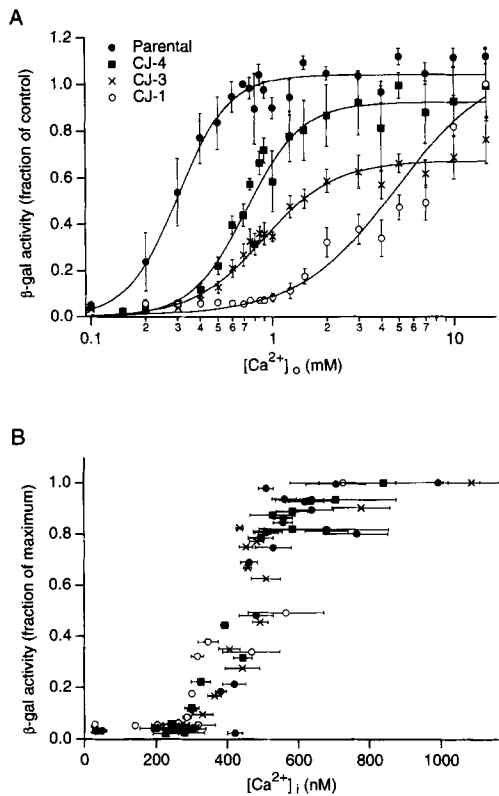 A
Parental
CJ-4
CJ-3
CJ-1
β-gal activity (fraction of control)
1.2
1.0
0.8
0.6
0.4
0.2
0.0
0.1 2 3 4 5 6 7 1 2 3 4 5 6 7 10
[Ca²⁺]o (mM)
B
β-gal activity (fraction of maximum)
1.0
0.8
0.6
0.4
0.2
0.0
0 200 400 600 800 1000
[Ca²⁺]i (nM)